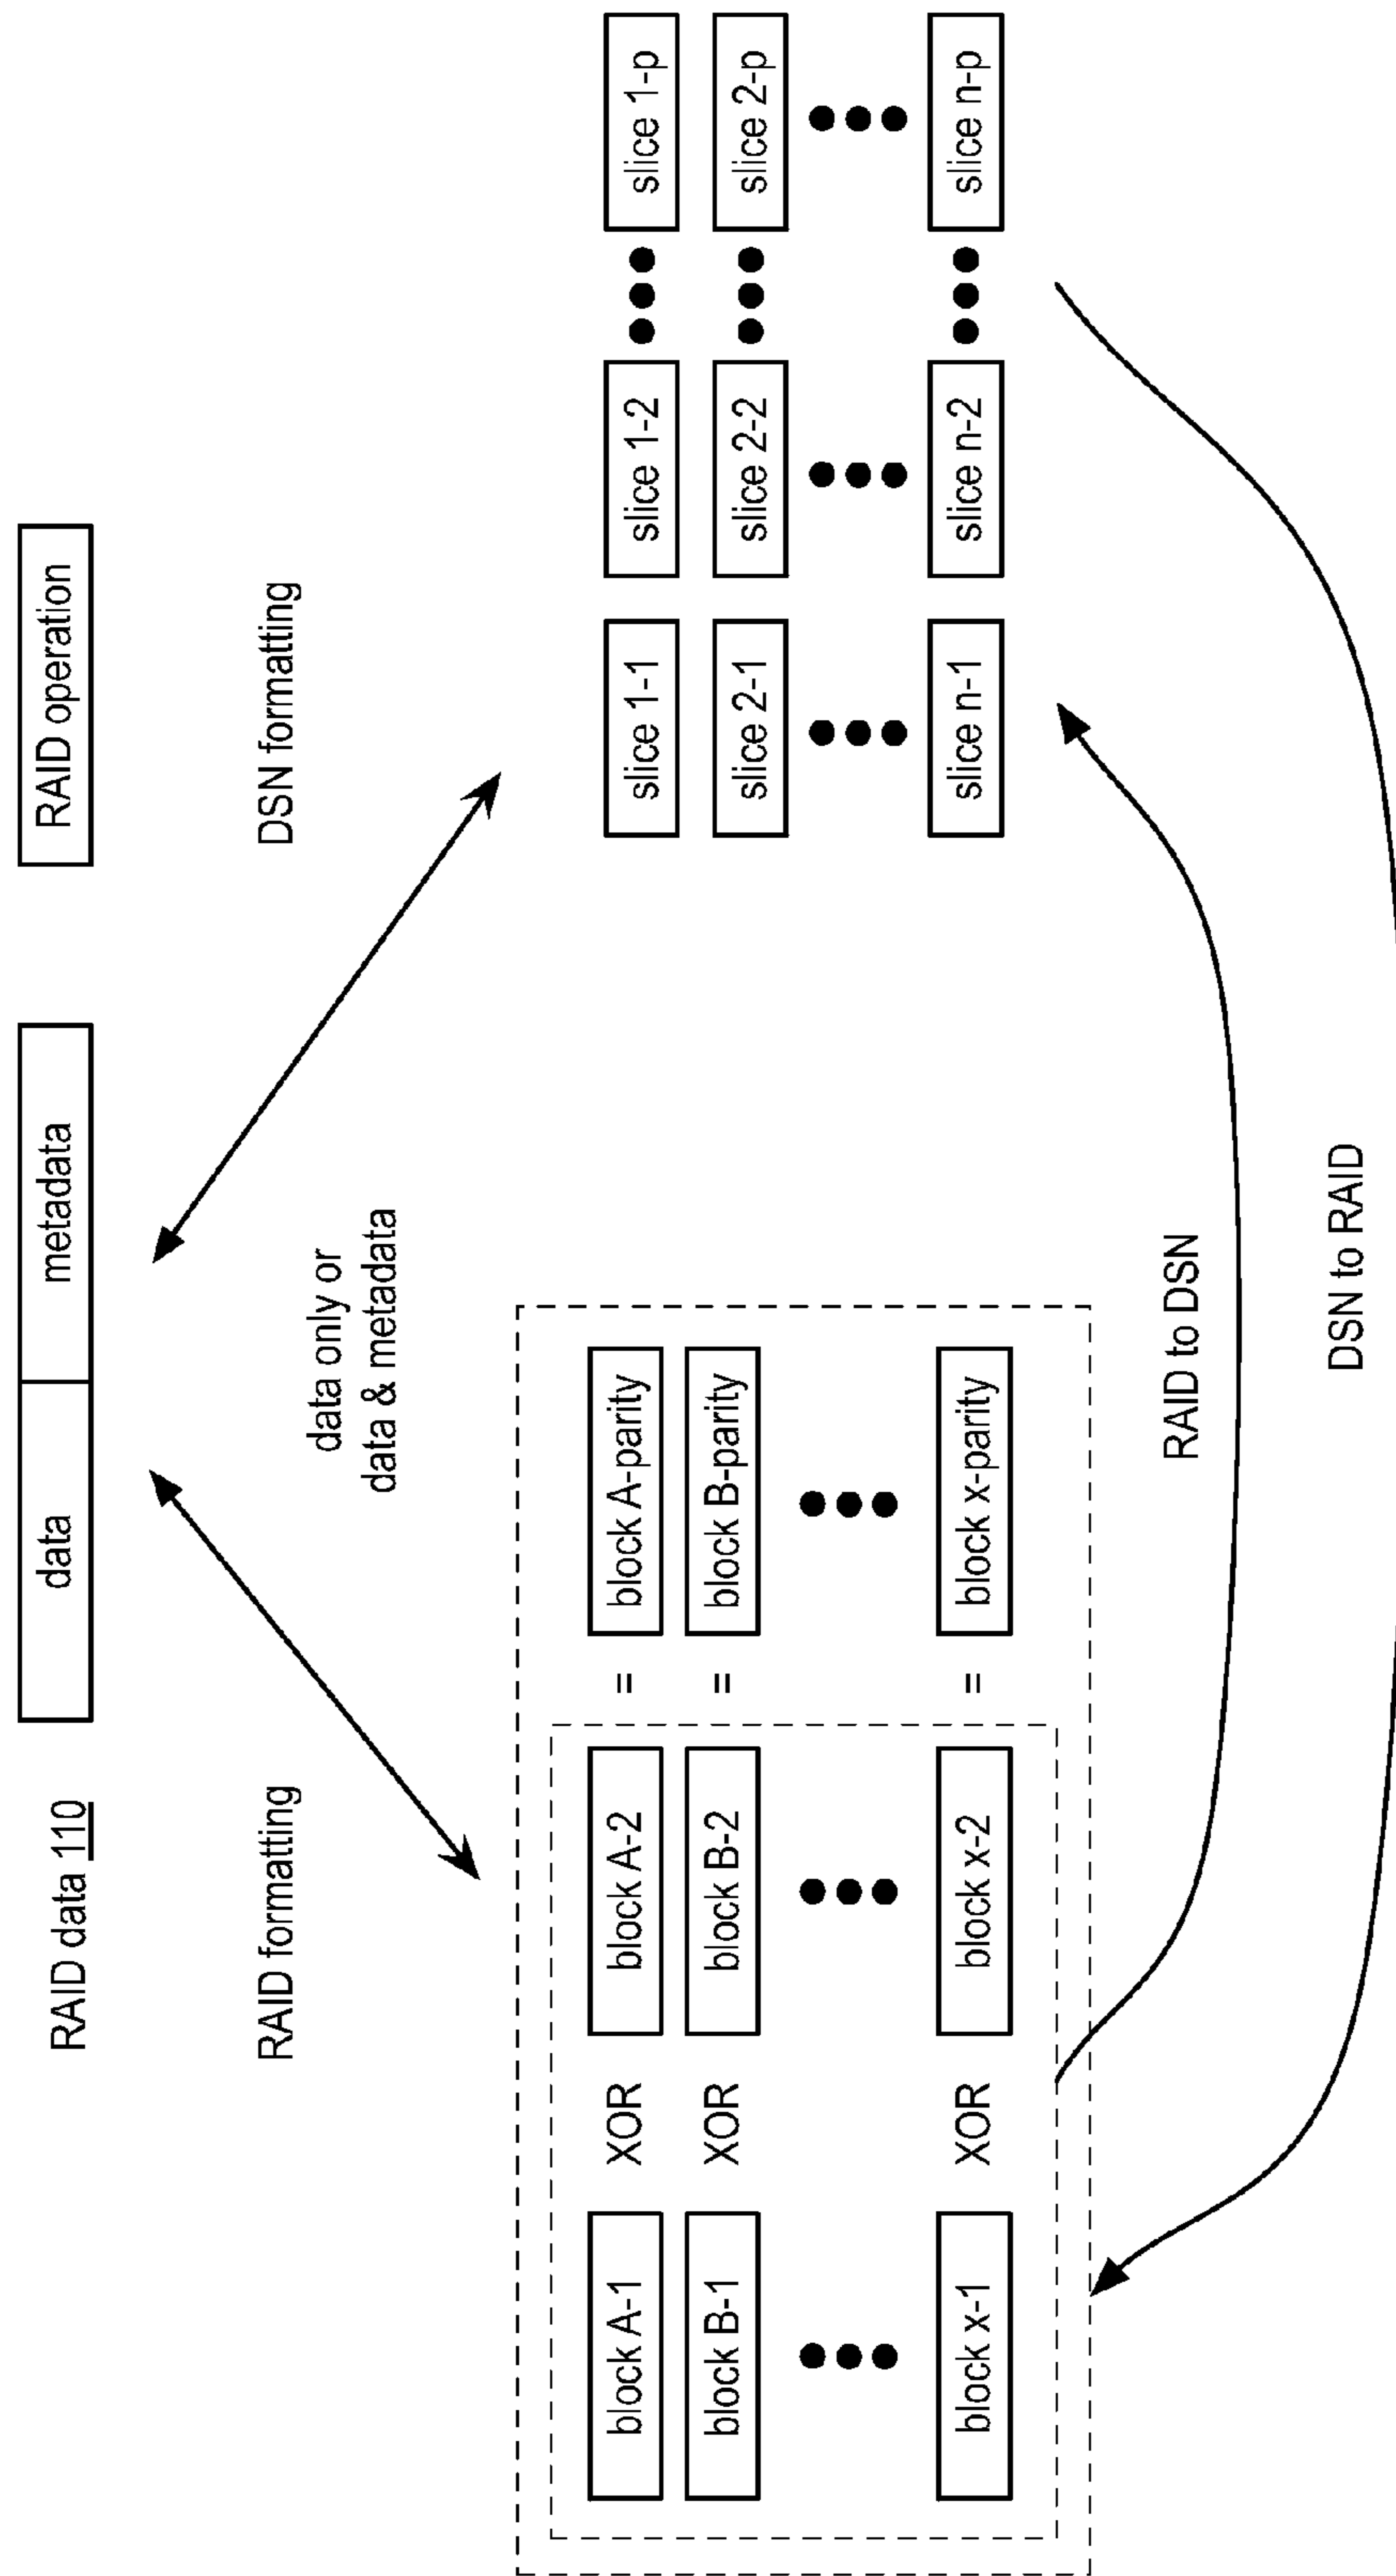 RAID data 110
data
metadata
RAID operation
RAID formatting
data only or
data & metadata
DSN formatting
block A-1 XOR block A-2 = block A-parity
block B-1 XOR block B-2 = block B-parity
block x-1 XOR block x-2 = block x-parity
slice 1-1 slice 1-2 slice 1-p
slice 2-1 slice 2-2 slice 2-p
slice n-1 slice n-2 slice n-p
RAID to DSN
DSN to RAID